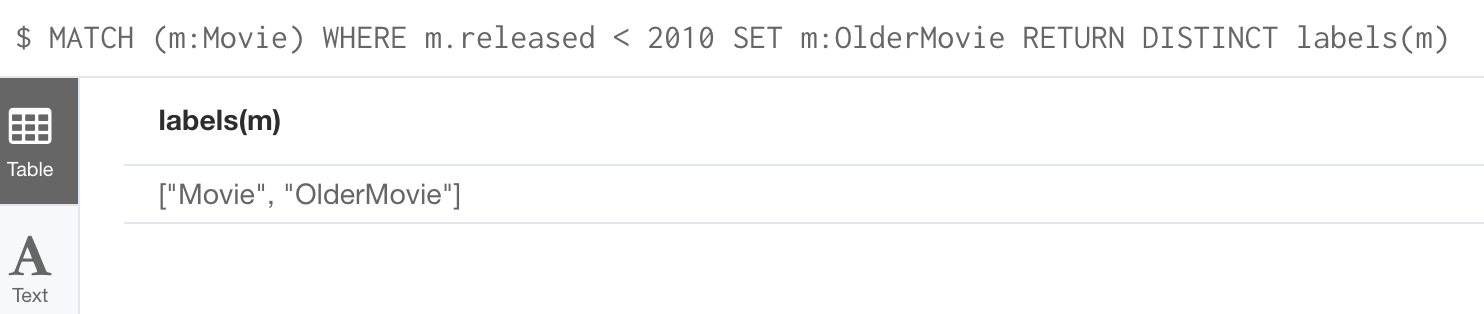 $ MATCH (m:Movie) WHERE m.released < 2010 SET m:OlderMovie RETURN DISTINCT labels(m)
labels(m)
Table
["Movie", "OlderMovie"]
A
Text